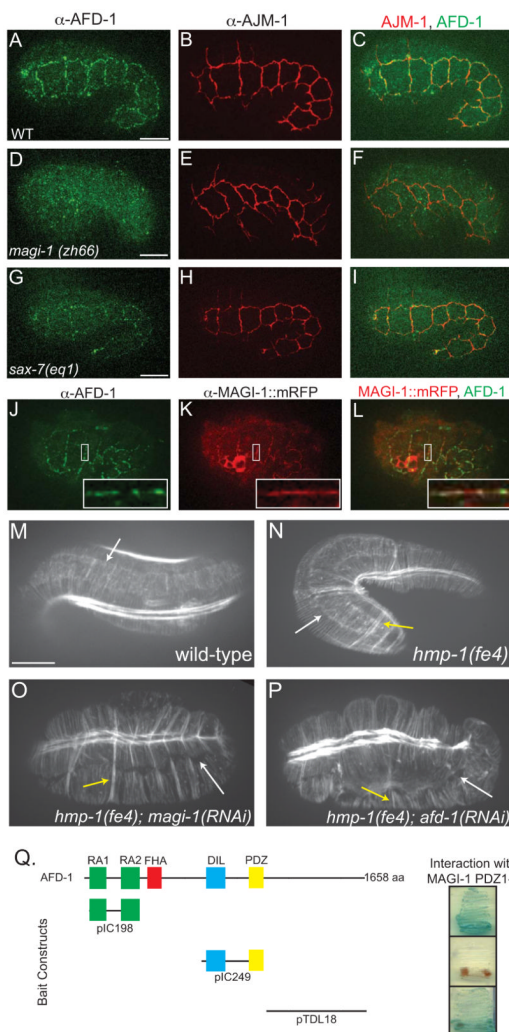 α-AFD-1 α-AJM-1 AJM-1, AFD-1
A B C
WT
D E F
magi-1 (zh66)
G H I
sax-7(eq1)
α-AFD-1 α-MAGI-1::mRFP MAGI-1::mRFP, AFD-1
J K L
M N
wild-type hmp-1(fe4)
O P
hmp-1(fe4); magi-1(RNAi) hmp-1(fe4); afd-1(RNAi)
Q.
RA1 RA2 FHA DIL PDZ
AFD-1 1658 aa
Interaction wit
MAGI-1 PDZ1-
Bait Constructs
pIC198
pIC249
pTDL18